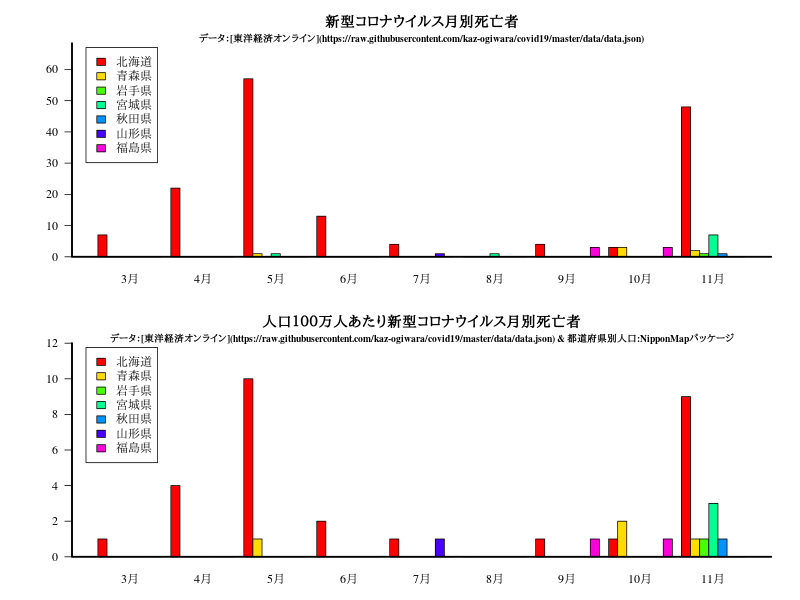 新型コロナウイルス月別死亡者
データ:[東洋経済オンライン](https://raw.githubusercontent.com/kaz-ogiwara/covid19/master/data/data.json)
北海道
青森県
岩手県
宮城県
秋田県
山形県
福島県
60
50
40
30
20
10
0
3月 4月 5月 6月 7月 8月 9月 10月 11月
人口100万人あたり新型コロナウイルス月別死亡者
データ:[東洋経済オンライン](https://raw.githubusercontent.com/kaz-ogiwara/covid19/master/data/data.json) & 都道府県別人口:NipponMapパッケージ
北海道
青森県
岩手県
宮城県
秋田県
山形県
福島県
12
10
8
6
4
2
0
3月 4月 5月 6月 7月 8月 9月 10月 11月